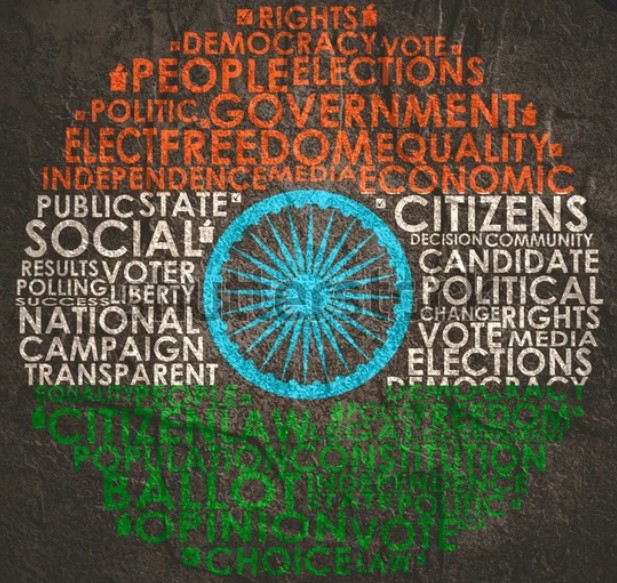 RIGHTS
DEMOCRACY VOTE
PEOPLE ELECTIONS
POLITIC GOVERNMENT
ELECT FREEDOM EQUALITY
INDEPENDENCE MEDIA ECONOMIC
PUBLIC STATE
SOCIAL
RESULTS VOTER
POLLING LIBERTY
SUCCESS
NATIONAL
CAMPAIGN
TRANSPARENT
CITIZENS
DECISION COMMUNITY
CANDIDATE
POLITICAL
CHANGE RIGHTS
VOTE MEDIA
ELECTIONS
DEMOCRACY
EQUALITY PEOPLE DEMOCRACY
CITIZEN LAW LEGAL FREEDOM
POPULATION CONSTITUTION
BALLOT INDEPENDENCE
STATE POLITIC
OPINION VOTE
CHOICE LAW